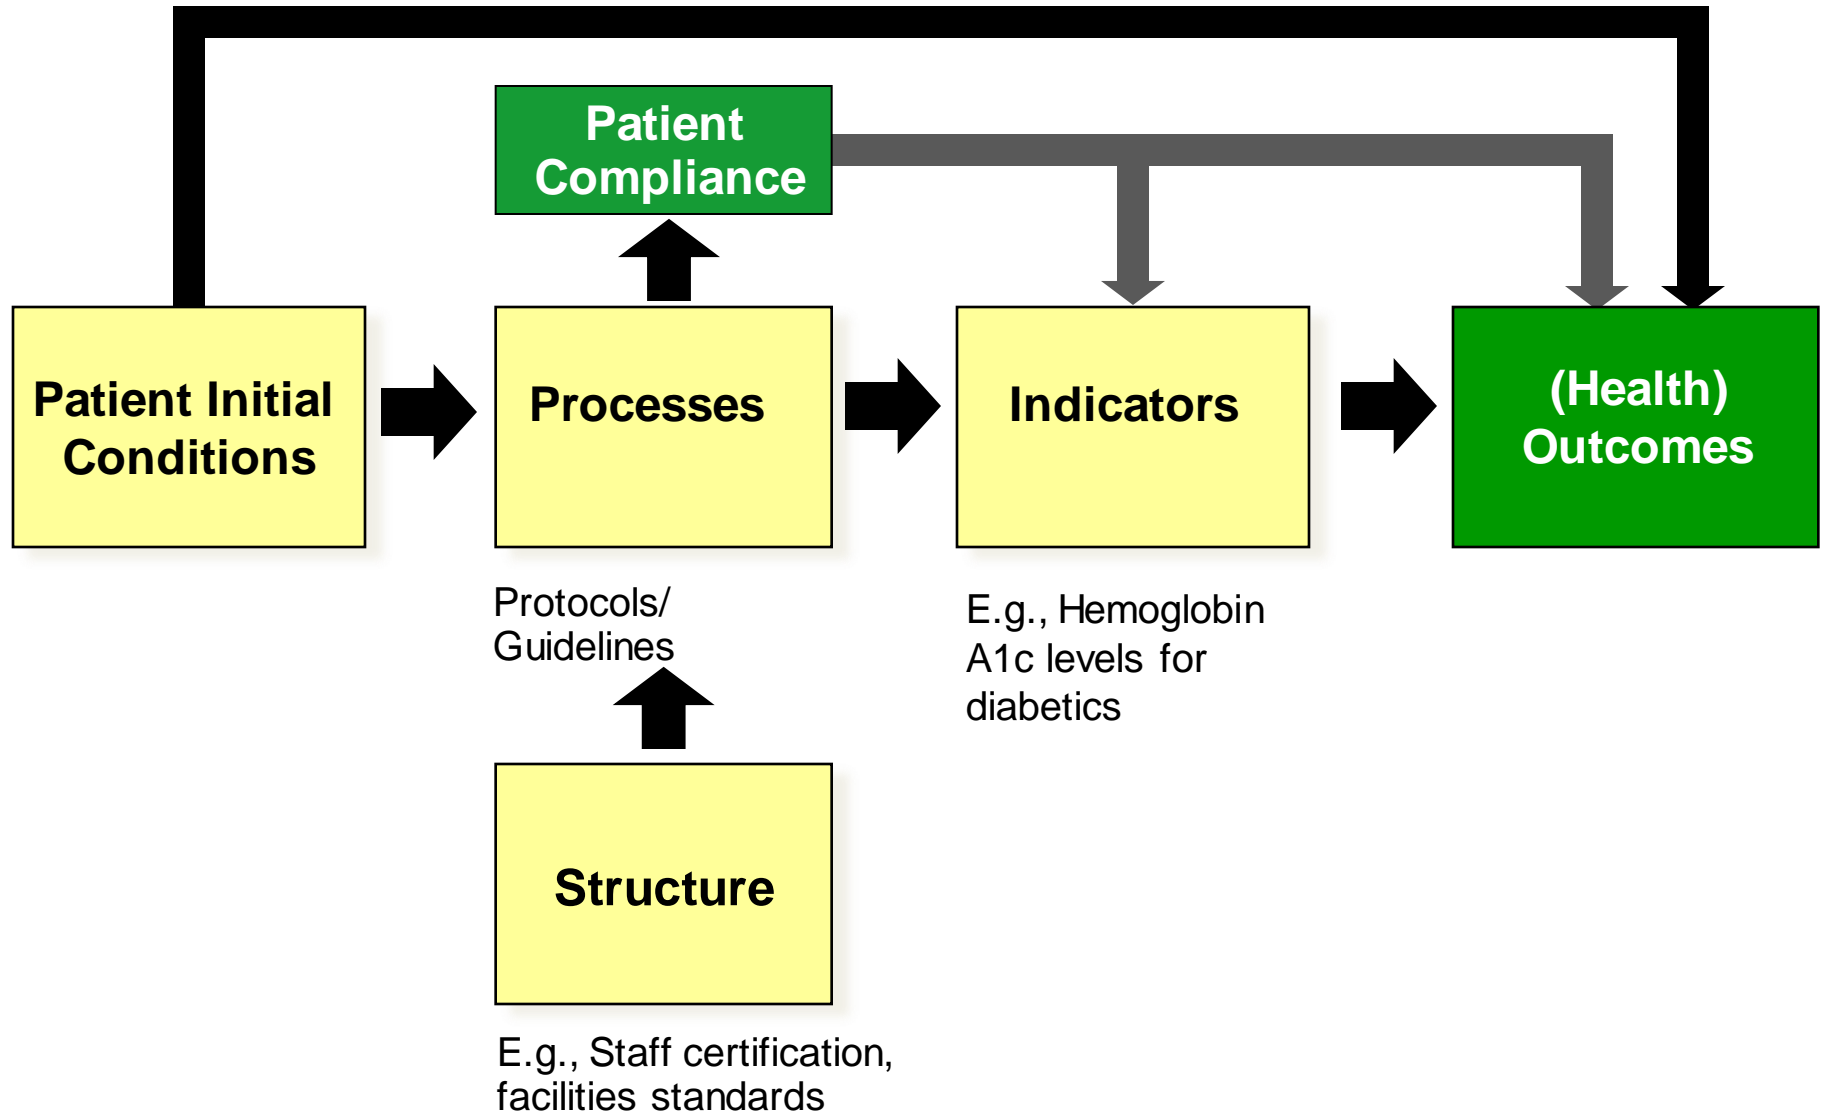 Patient
Compliance
Patient Initial
Conditions
Processes
Indicators
(Health)
Outcomes
Protocols/
Guidelines
E.g., Hemoglobin
A1c levels for
diabetics
Structure
E.g., Staff certification,
facilities standards